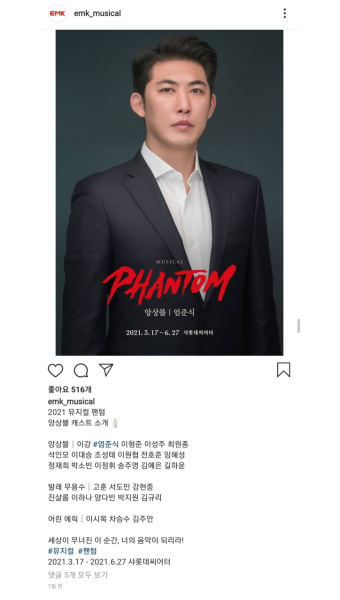 EMK
emk_musical
MUSICAL
PHANTOM
앙상블 | 엄준식
2021. 3. 17 ~ 6. 27 샤롯데씨어터
좋아요 516개
emk_musical
2021 뮤지컬 팬텀
앙상블 캐스트 소개
앙상블 | 이강 #엄준식 이형준 이성주 최원종
석인모 이대승 조성태 이원협 전호준 임혜성
정재희 박소빈 이정휘 송주영 김예은 길하윤
발레 무용수 | 고훈 서도민 강현중
진살롬 이하나 양다빈 박지원 김규리
어린 에릭 | 이시목 차승수 김주안
세상이 무너진 이 순간, 너의 음악이 되리라!
#뮤지컬 #팬텀
2021.3.17 - 2021.6.27 샤롯데씨어터
댓글 5개 모두 보기
1일 전